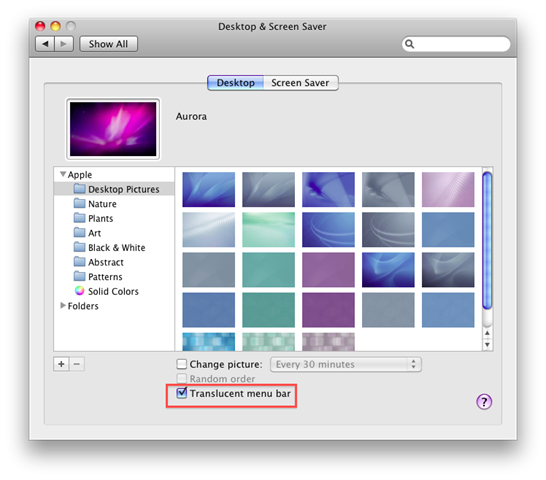 Desktop & Screen Saver
Show All
Desktop Screen Saver
Aurora
Apple
Desktop Pictures
Nature
Plants
Art
Black & White
Abstract
Patterns
Solid Colors
Folders
+ −
Change picture: Every 30 minutes
Random order
Translucent menu bar
?